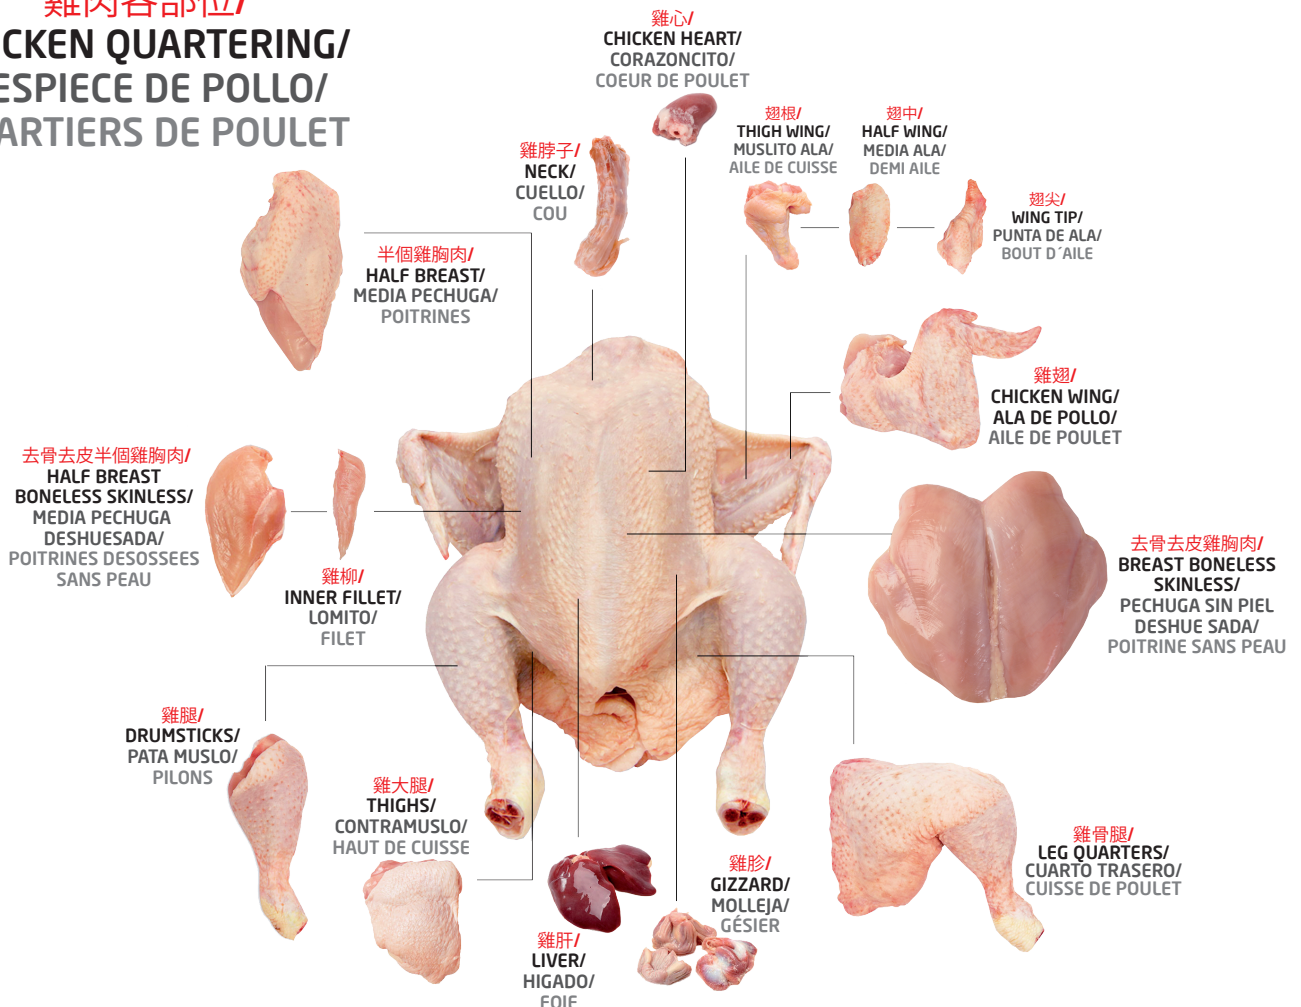 雞肉各部位/
CKEN QUARTERING/
ESPIECE DE POLLO/
ARTIERS DE POULET
雞心/
CHICKEN HEART/
CORAZONCITO/
COEUR DE POULET
雞脖子/
NECK/
CUELLO/
COU
翅根/
THIGH WING/
MUSLITO ALA/
AILE DE CUISSE
翅中/
HALF WING/
MEDIA ALA/
DEMI AILE
翅尖/
WING TIP/
PUNTA DE ALA/
BOUT D´AILE
半個雞胸肉/
HALF BREAST/
MEDIA PECHUGA/
POITRINES
雞翅/
CHICKEN WING/
ALA DE POLLO/
AILE DE POULET
去骨去皮半個雞胸肉/
HALF BREAST
BONELESS SKINLESS/
MEDIA PECHUGA
DESHUESADA/
POITRINES DESOSSEES
SANS PEAU
雞柳/
INNER FILLET/
LOMITO/
FILET
去骨去皮雞胸肉/
BREAST BONELESS
SKINLESS/
PECHUGA SIN PIEL
DESHUE SADA/
POITRINE SANS PEAU
雞腿/
DRUMSTICKS/
PATA MUSLO/
PILONS
雞大腿/
THIGHS/
CONTRAMUSLO/
HAUT DE CUISSE
雞肝/
LIVER/
HIGADO/
FOIE
雞胗/
GIZZARD/
MOLLEJA/
GÉSIER
雞骨腿/
LEG QUARTERS/
CUARTO TRASERO/
CUISSE DE POULET